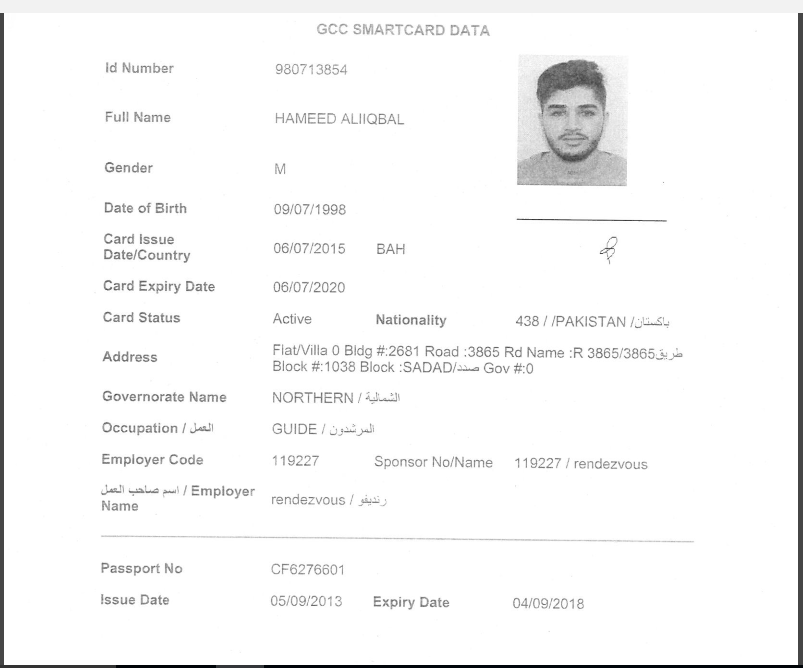 GCC SMARTCARD DATA
Id Number 980713854
Full Name HAMEED ALIIQBAL
Gender M
Date of Birth 09/07/1998
Card Issue Date/Country 06/07/2015 BAH
Card Expiry Date 06/07/2020
Card Status Active Nationality 438 / /PAKISTAN /باكستان
Address Flat/Villa 0 Bldg #:2681 Road :3865 Rd Name :R 3865/3865طريق
Block #:1038 Block :SADAD/صدد Gov #:0
Governorate Name NORTHERN / الشمالية
Occupation / العمل GUIDE / المرشدون
Employer Code 119227 Sponsor No/Name 119227 / rendezvous
اسم صاحب العمل / Employer Name rendezvous / رنديفو
Passport No CF6276601
Issue Date 05/09/2013 Expiry Date 04/09/2018